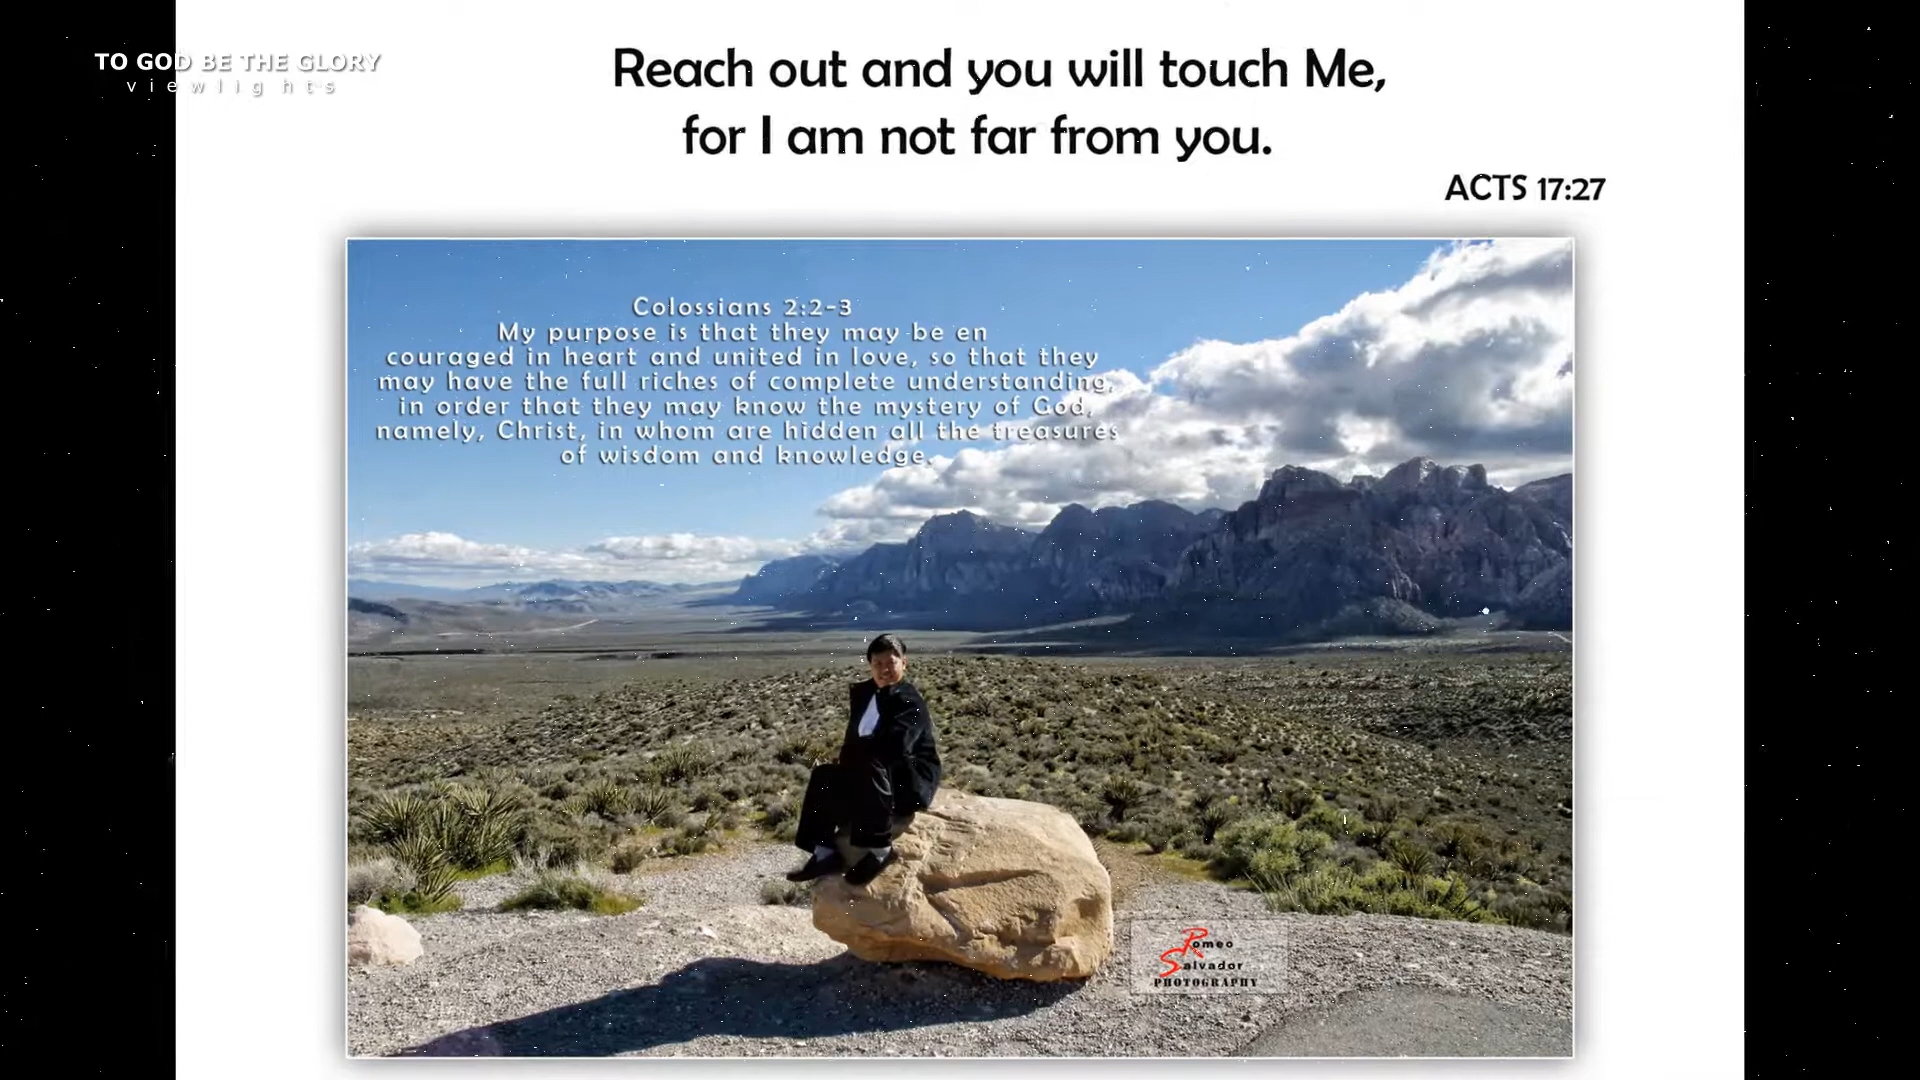 TO GOD BE THE GLORY
viewlights
Reach out and you will touch Me,
for I am not far from you.
ACTS 17:27
Colossians 2:2-3
My purpose is that they may be en
couraged in heart and united in love, so that they
may have the full riches of complete understanding,
in order that they may know the mystery of God,
namely, Christ, in whom are hidden all the treasures
of wisdom and knowledge.
Romeo
Salvador
PHOTOGRAPHY